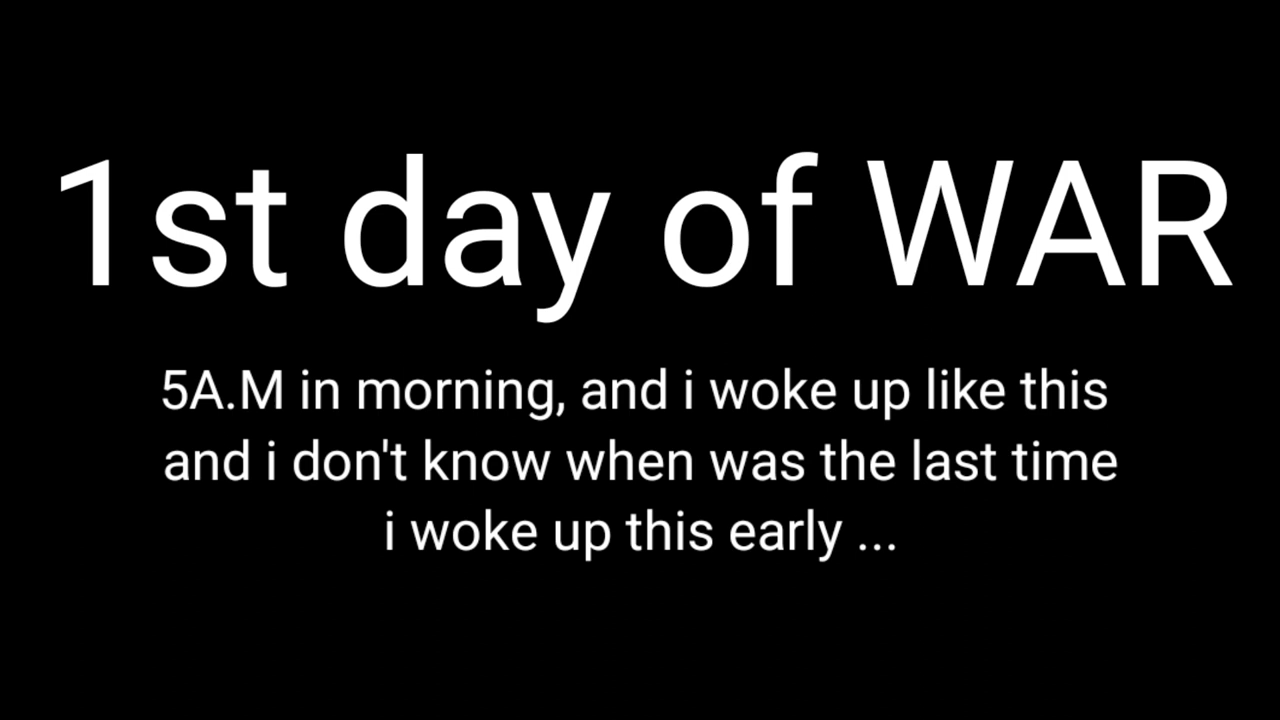 1st day of WAR
5A.M in morning, and i woke up like this
and i don't know when was the last time
i woke up this early ...